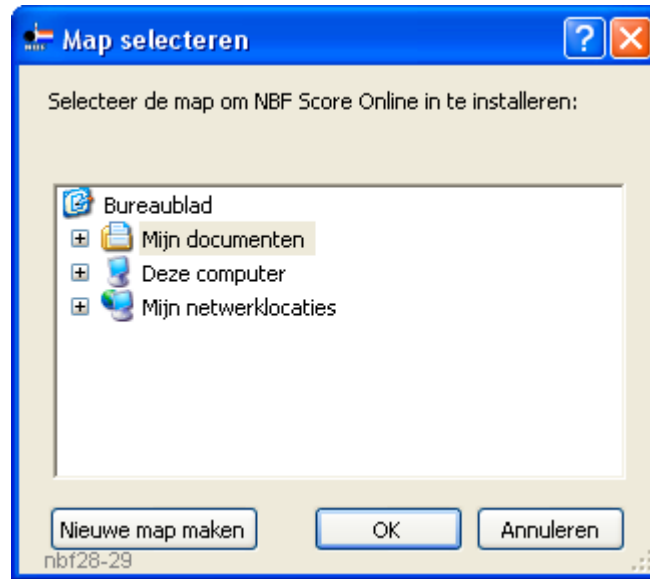 Map selecteren
Selecteer de map om NBF Score Online in te installeren:
Bureaublad
Mijn documenten
Deze computer
Mijn netwerklocaties
Nieuwe map maken OK Annuleren
nbf28-29